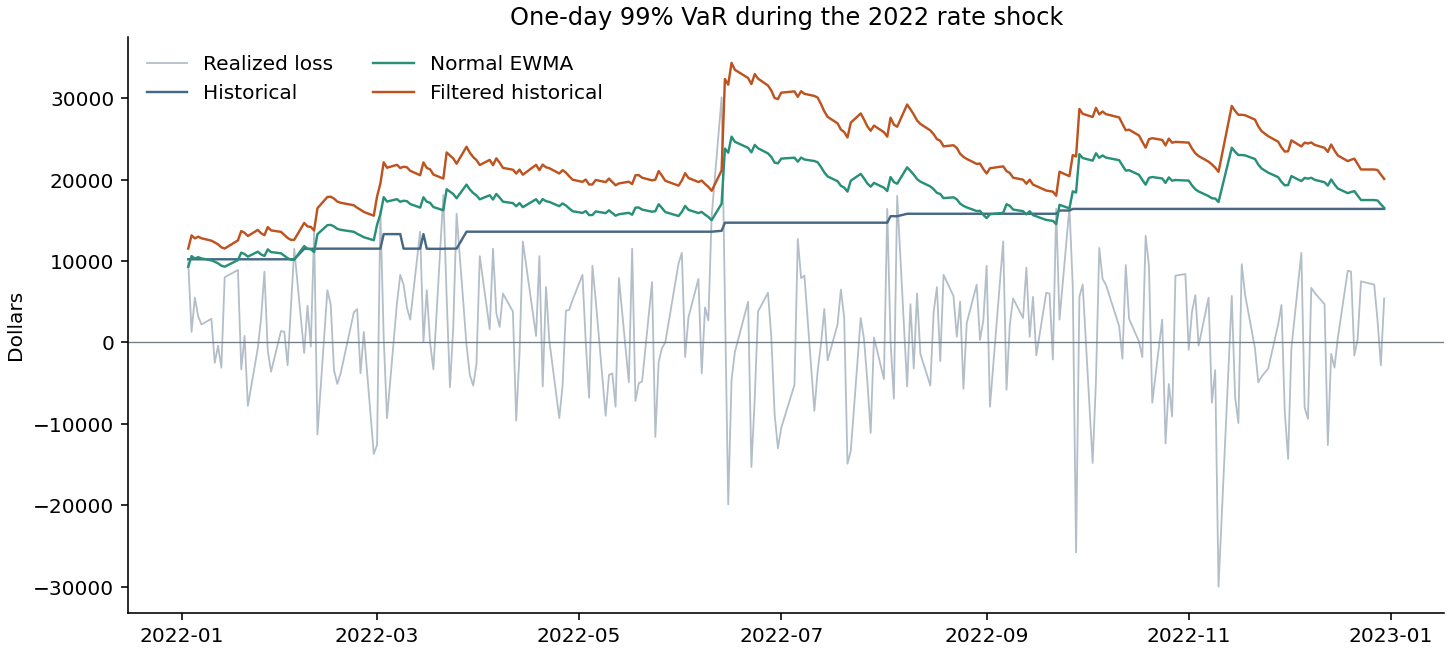 One-day 99% VaR during the 2022 rate shock
Realized loss
Historical
Normal EWMA
Filtered historical
Dollars
30000
20000
10000
0
−10000
−20000
−30000
2022-01
2022-03
2022-05
2022-07
2022-09
2022-11
2023-01